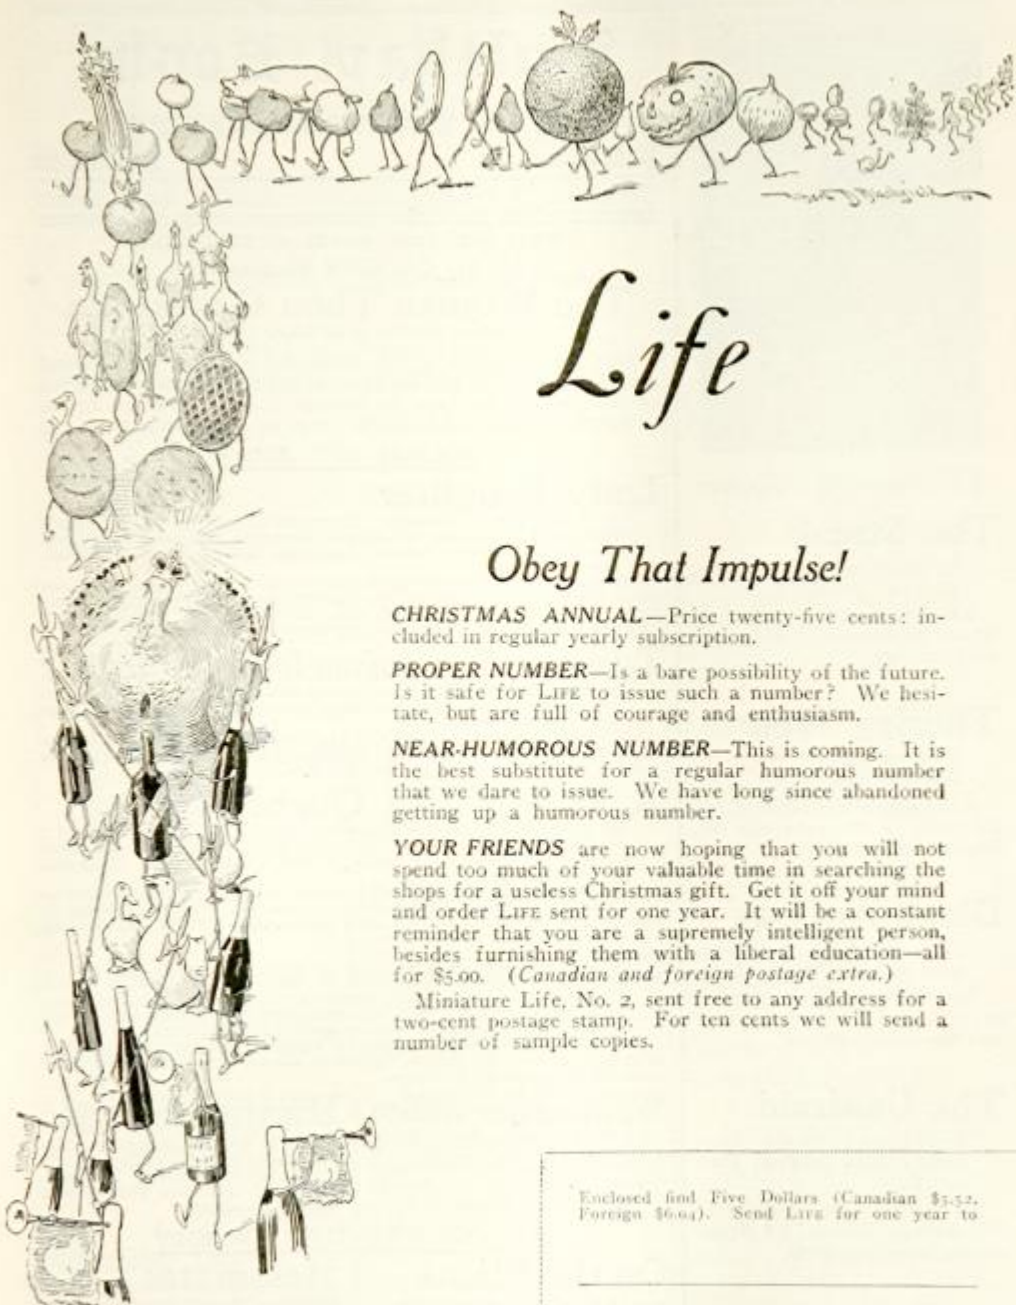 Life
Obey That Impulse!
CHRISTMAS ANNUAL—Price twenty-five cents: in-
cluded in regular yearly subscription.
PROPER NUMBER—Is a bare possibility of the future.
Is it safe for LIFE to issue such a number? We hesi-
tate, but are full of courage and enthusiasm.
NEAR-HUMOROUS NUMBER—This is coming. It is
the best substitute for a regular humorous number
that we dare to issue. We have long since abandoned
getting up a humorous number.
YOUR FRIENDS are now hoping that you will not
spend too much of your valuable time in searching the
shops for a useless Christmas gift. Get it off your mind
and order LIFE sent for one year. It will be a constant
reminder that you are a supremely intelligent person,
besides furnishing them with a liberal education—all
for $5.00. (Canadian and foreign postage extra.)
Miniature Life, No. 2, sent free to any address for a
two-cent postage stamp. For ten cents we will send a
number of sample copies.
Enclosed find Five Dollars (Canadian $5.52,
Foreign $6.04). Send LIFE for one year to